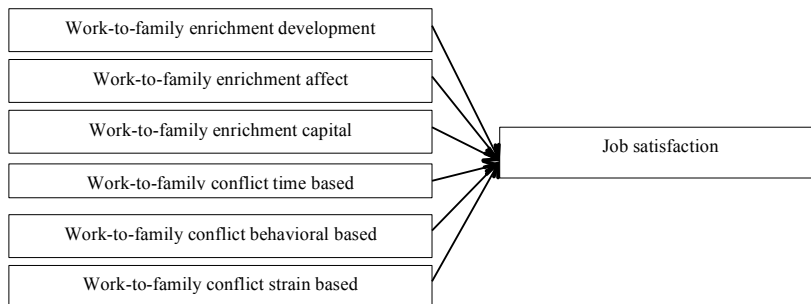 Work-to-family enrichment development
Work-to-family enrichment affect
Work-to-family enrichment capital
Work-to-family conflict time based
Work-to-family conflict behavioral based
Work-to-family conflict strain based
Job satisfaction